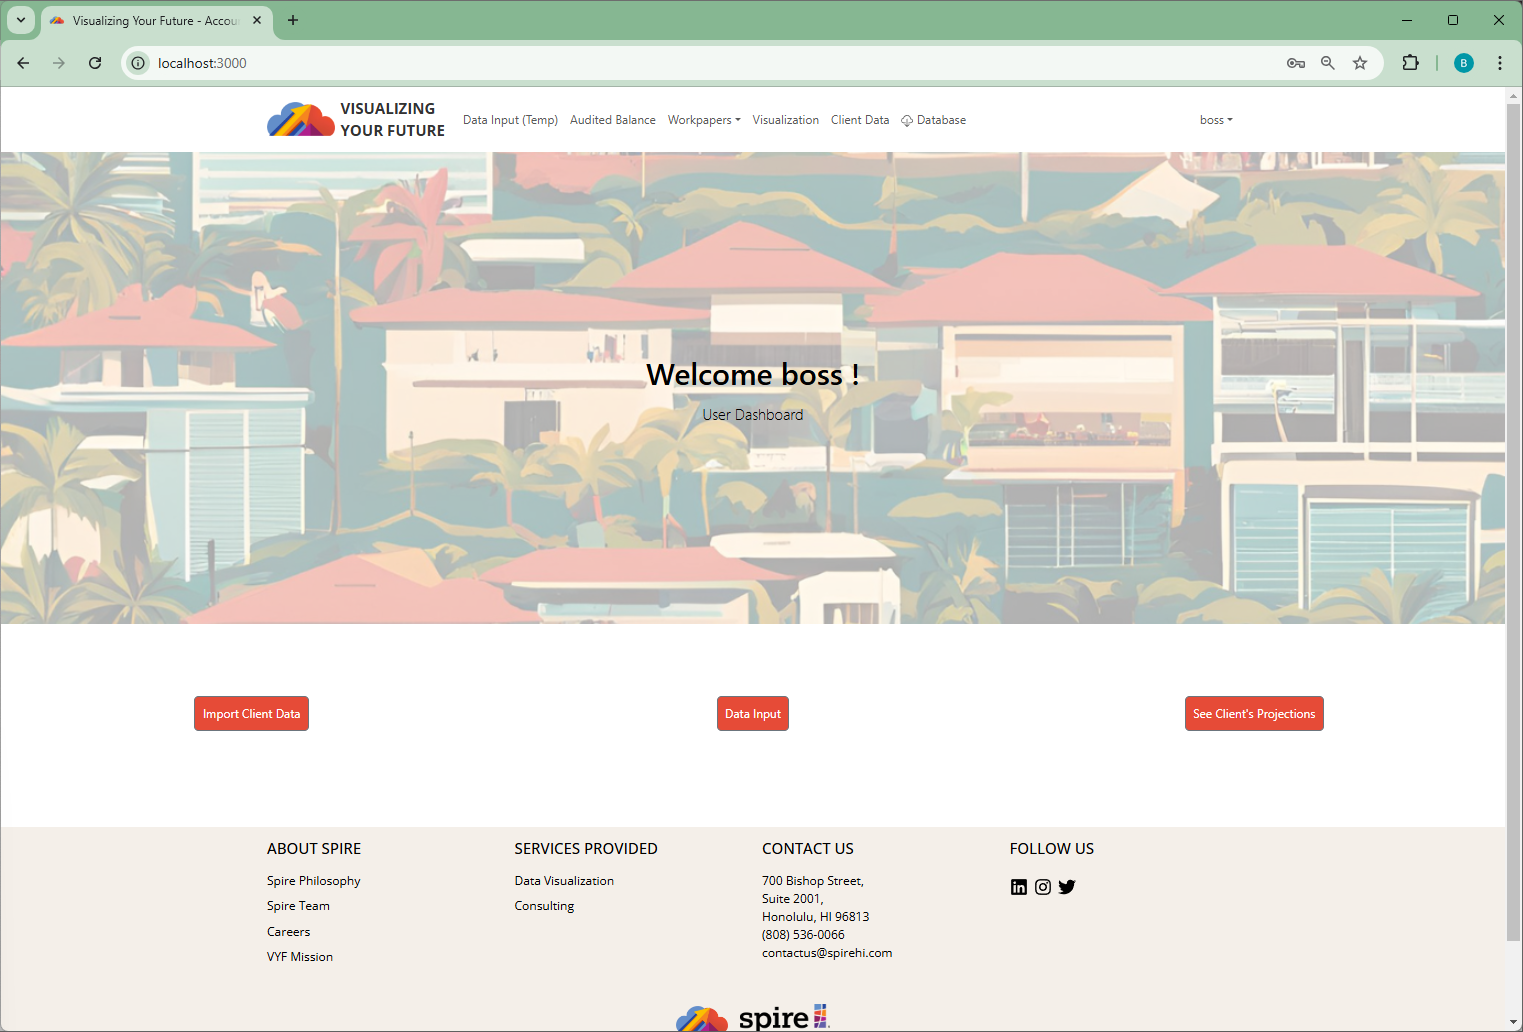 Visualizing Your Future - Accou
localhost:3000
B
VISUALIZING
YOUR FUTURE
Data Input (Temp) Audited Balance Workpapers Visualization Client Data Database boss
Welcome boss !
User Dashboard
Import Client Data Data Input See Client's Projections
ABOUT SPIRE
Spire Philosophy
Spire Team
Careers
VYF Mission
SERVICES PROVIDED
Data Visualization
Consulting
CONTACT US
700 Bishop Street,
Suite 2001,
Honolulu, HI 96813
(808) 536-0066
contactus@spirehi.com
FOLLOW US
in
spire